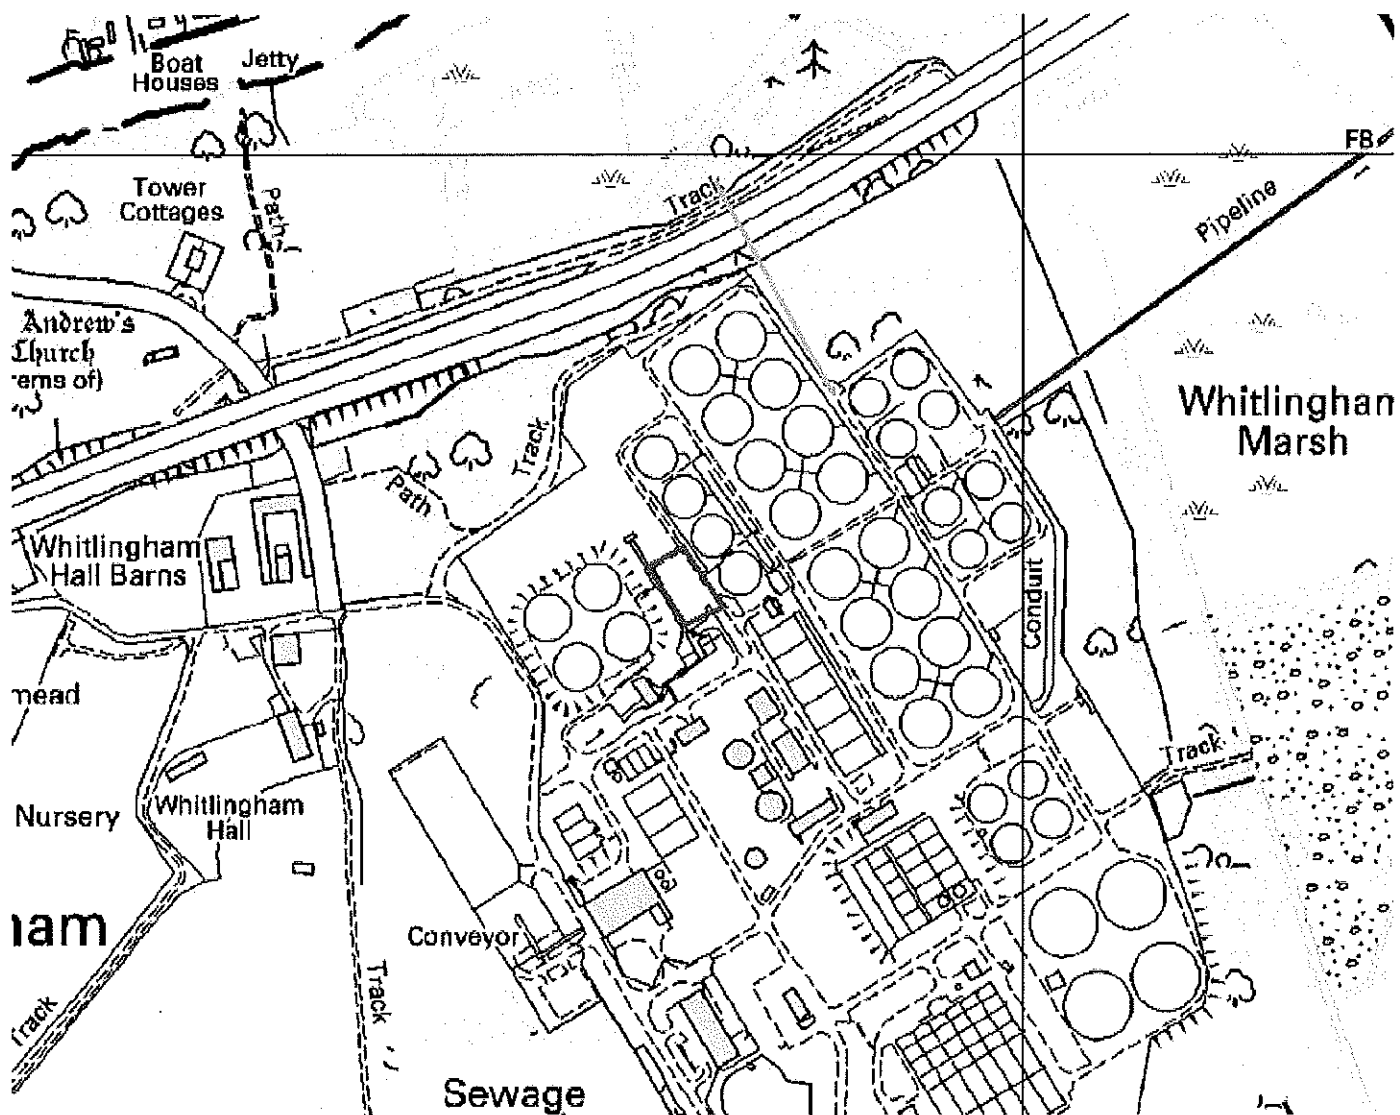 Boat
Houses
Jetty
FB
Tower
Cottages
Path
Track
Pipeline
Andrew's
Church
rems of)
Whitlingham
Marsh
Track
Path
Whitlingham
Hall Barns
Conduit
mead
Track
Nursery
Whitlingham
Hall
ham
Conveyor
Track
Track
Sewage